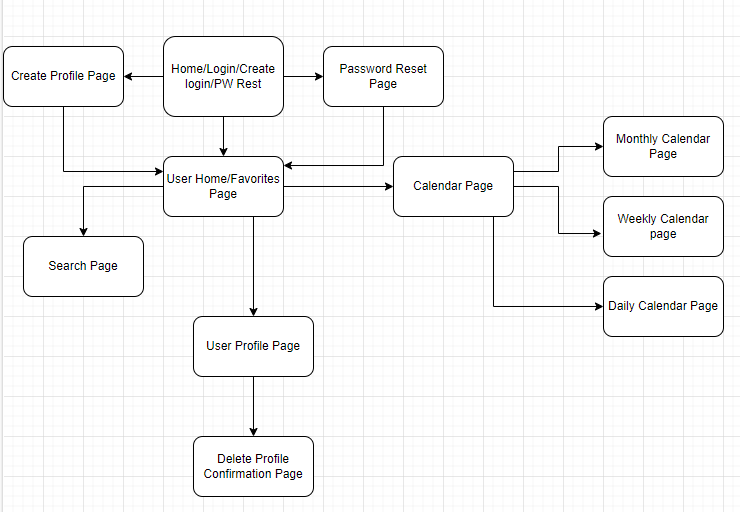 Create Profile Page
Home/Login/Create
login/PW Rest
Password Reset
Page
Monthly Calendar
Page
User Home/Favorites
Page
Calendar Page
Weekly Calendar
page
Search Page
Daily Calendar Page
User Profile Page
Delete Profile
Confirmation Page